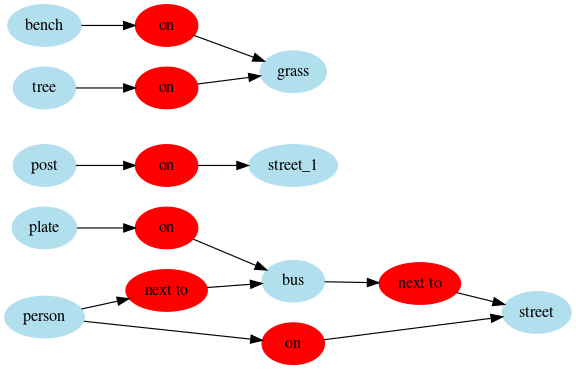 bench on grass
tree on
post on street_1
plate on
bus
person next to next to street
on